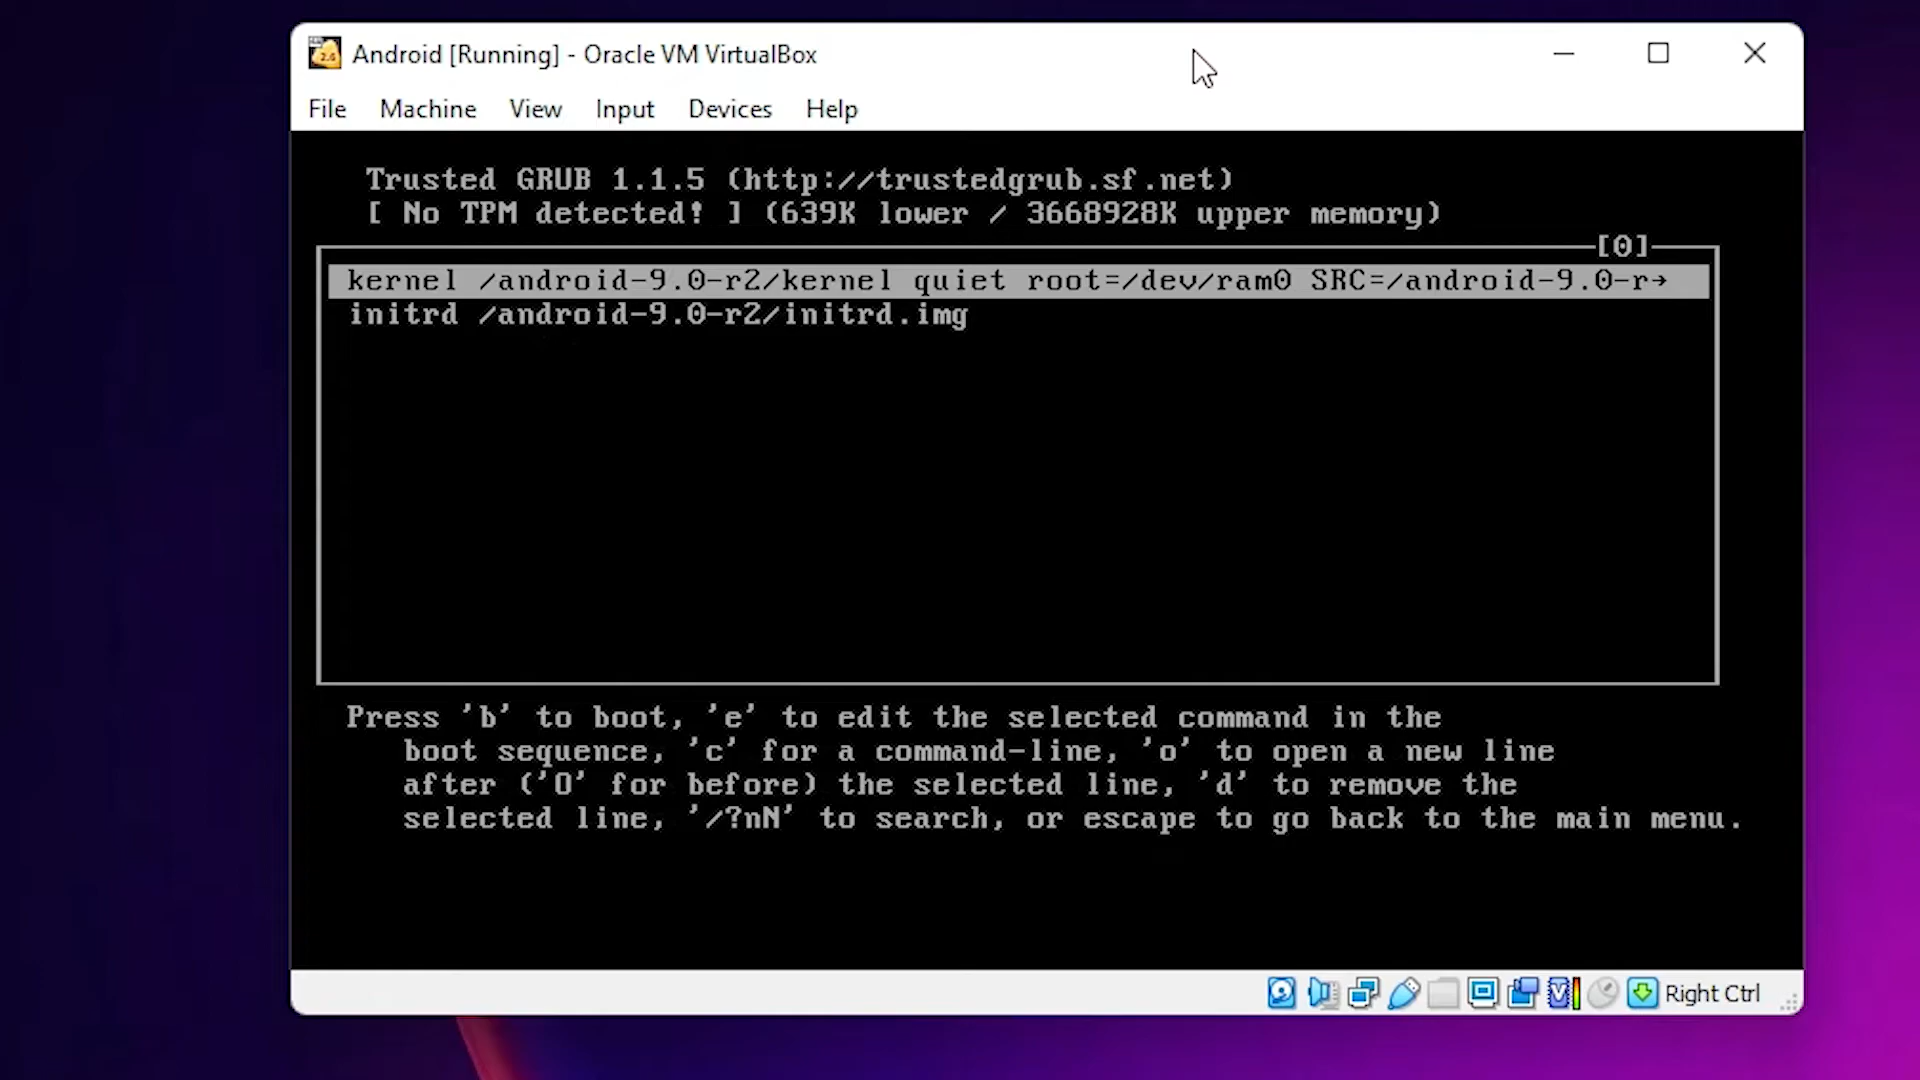 Android [Running] - Oracle VM VirtualBox
File Machine View Input Devices Help
Trusted GRUB 1.1.5 (http://trustedgrub.sf.net)
[ No TPM detected! ] (639K lower / 3668928K upper memory)
[0]
kernel /android-9.0-r2/kernel quiet root=/dev/ram0 SRC=/android-9.0-r→
initrd /android-9.0-r2/initrd.img
Press 'b' to boot, 'e' to edit the selected command in the
boot sequence, 'c' for a command-line, 'o' to open a new line
after ('O' for before) the selected line, 'd' to remove the
selected line, '/?nN' to search, or escape to go back to the main menu.
Right Ctrl